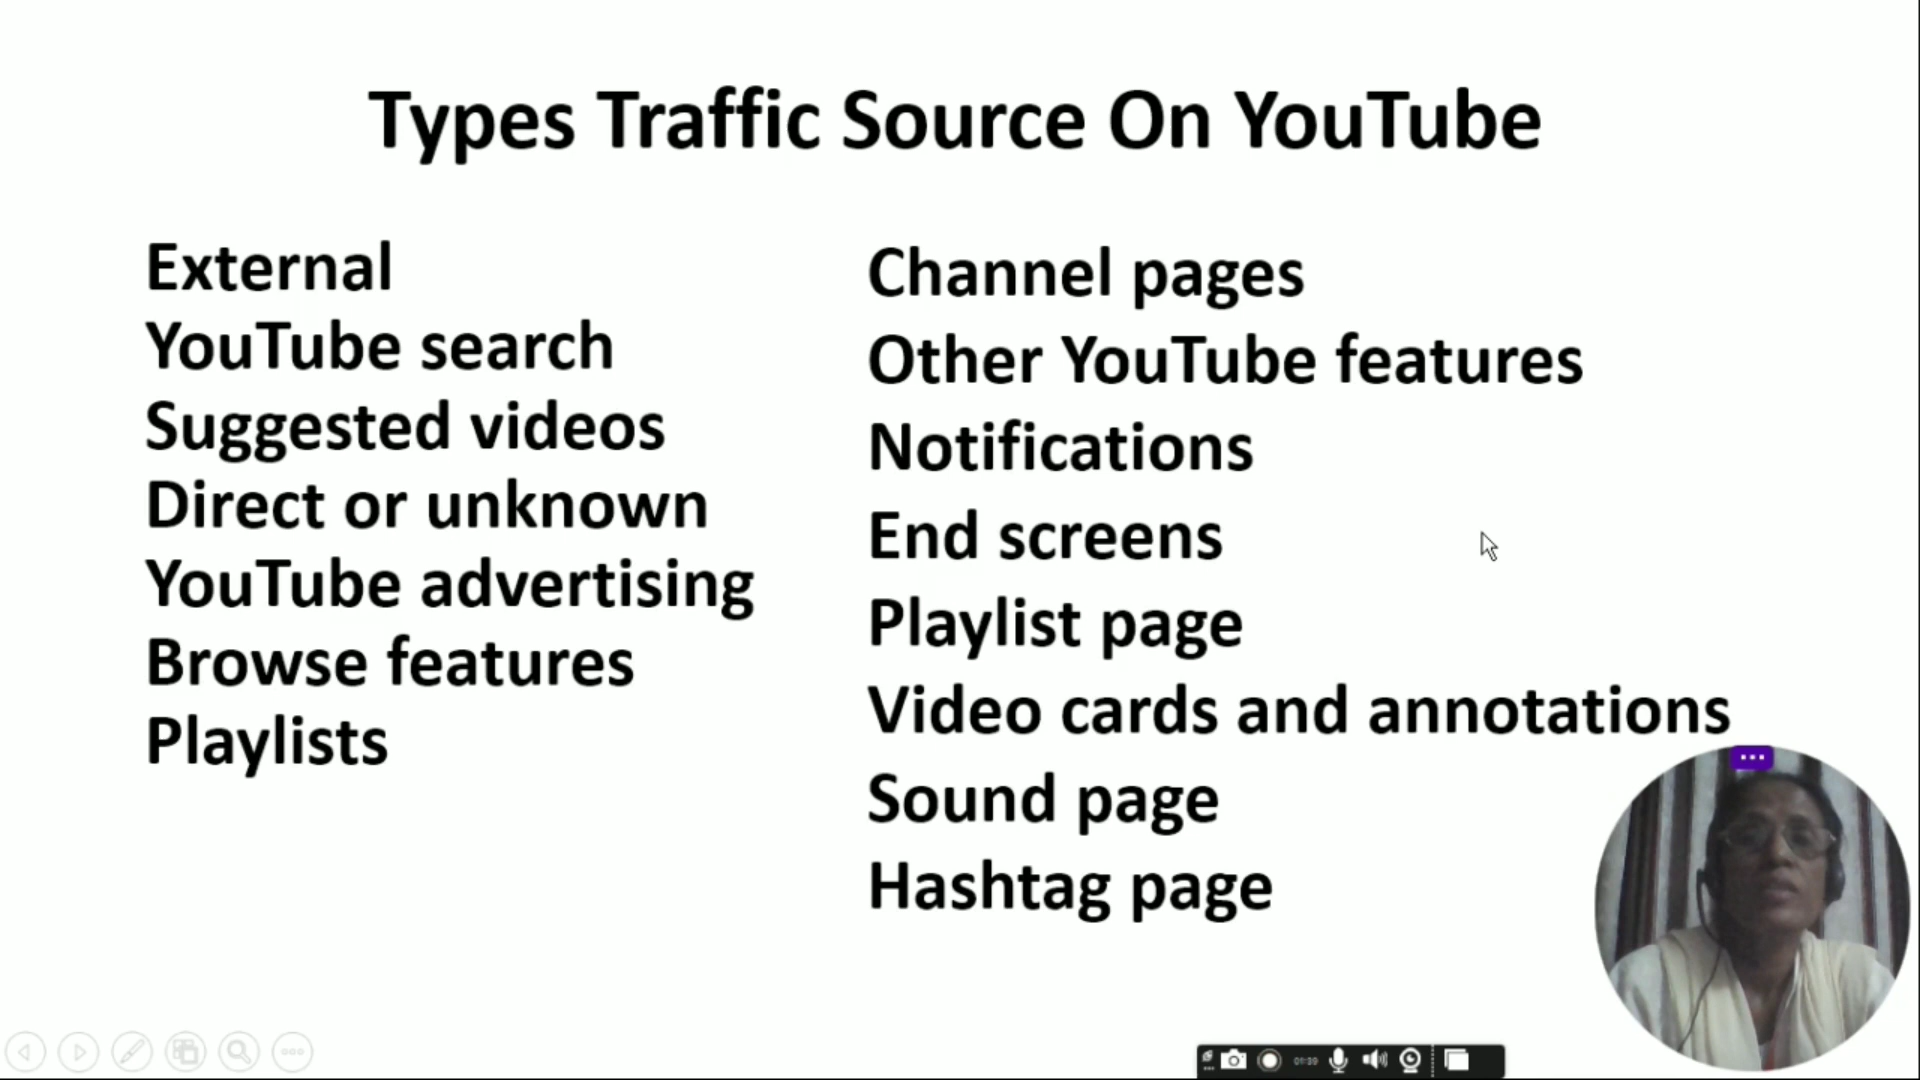 Types Traffic Source On YouTube
External
YouTube search
Suggested videos
Direct or unknown
YouTube advertising
Browse features
Playlists
Channel pages
Other YouTube features
Notifications
End screens
Playlist page
Video cards and annotations
Sound page
Hashtag page